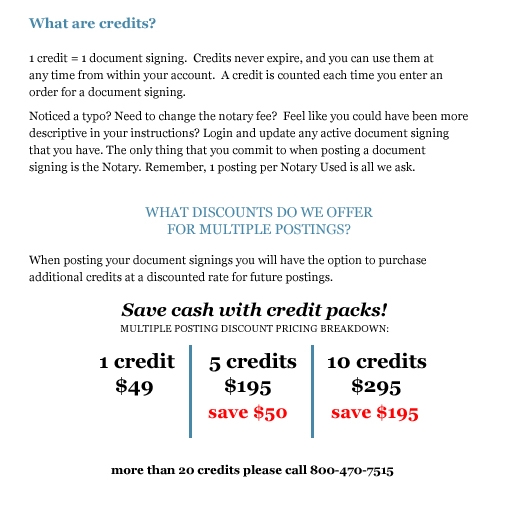 What are credits?
1 credit = 1 document signing.  Credits never expire, and you can use them at
any time from within your account.  A credit is counted each time you enter an
order for a document signing.
Noticed a typo? Need to change the notary fee?  Feel like you could have been more
descriptive in your instructions? Login and update any active document signing
that you have. The only thing that you commit to when posting a document
signing is the Notary. Remember, 1 posting per Notary Used is all we ask.
WHAT DISCOUNTS DO WE OFFER
FOR MULTIPLE POSTINGS?
When posting your document signings you will have the option to purchase
additional credits at a discounted rate for future postings.
Save cash with credit packs!
MULTIPLE POSTING DISCOUNT PRICING BREAKDOWN:
1 credit
$49
5 credits
$195
save $50
10 credits
$295
save $195
more than 20 credits please call 800-470-7515